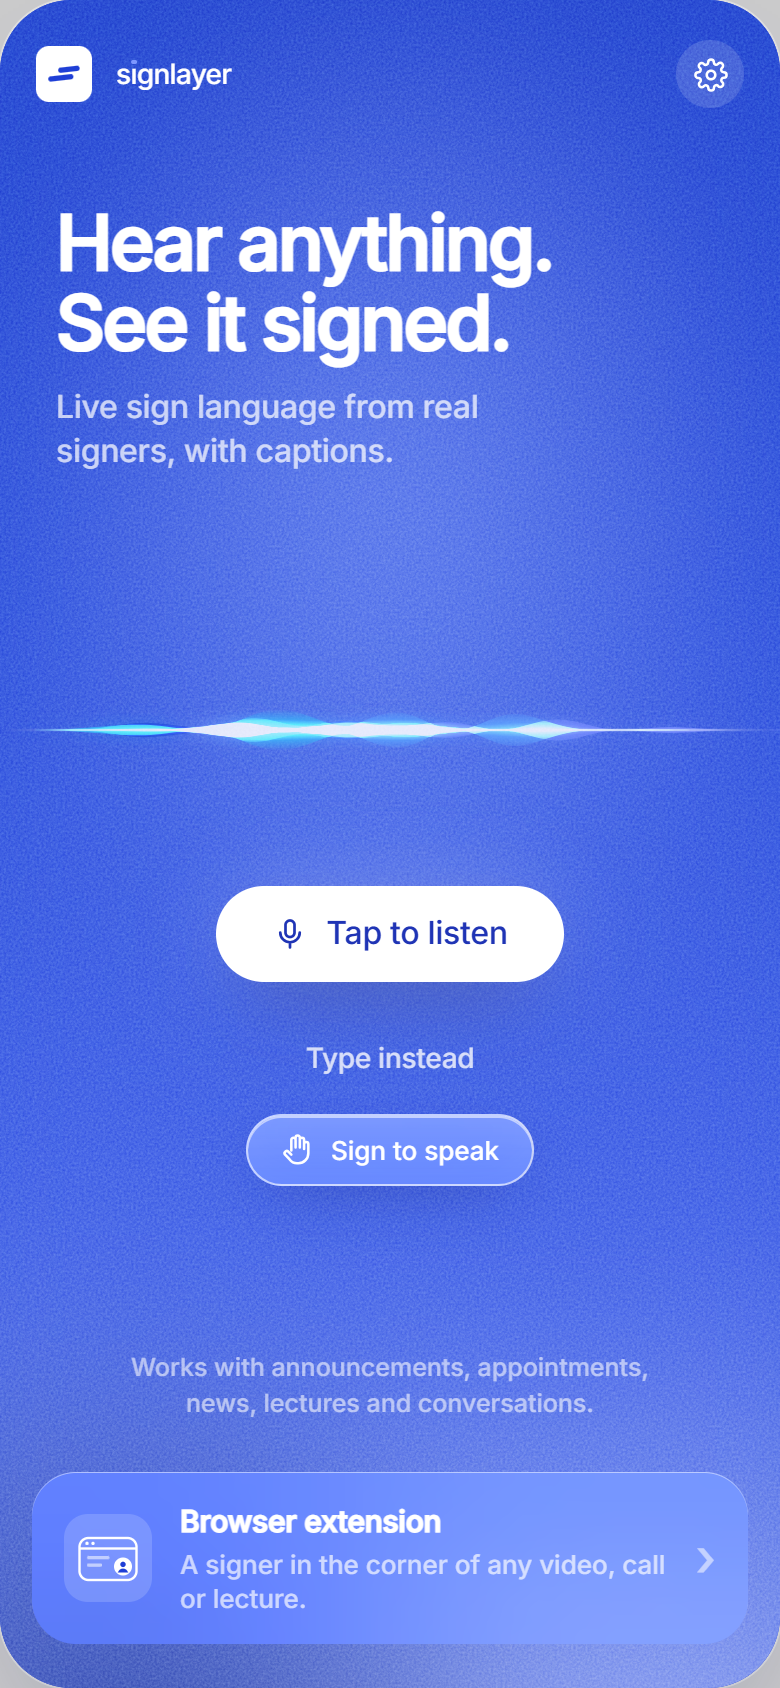 signlayer
Hear anything.
See it signed.
Live sign language from real
signers, with captions.
Tap to listen
Type instead
Sign to speak
Works with announcements, appointments,
news, lectures and conversations.
Browser extension
A signer in the corner of any video, call
or lecture.